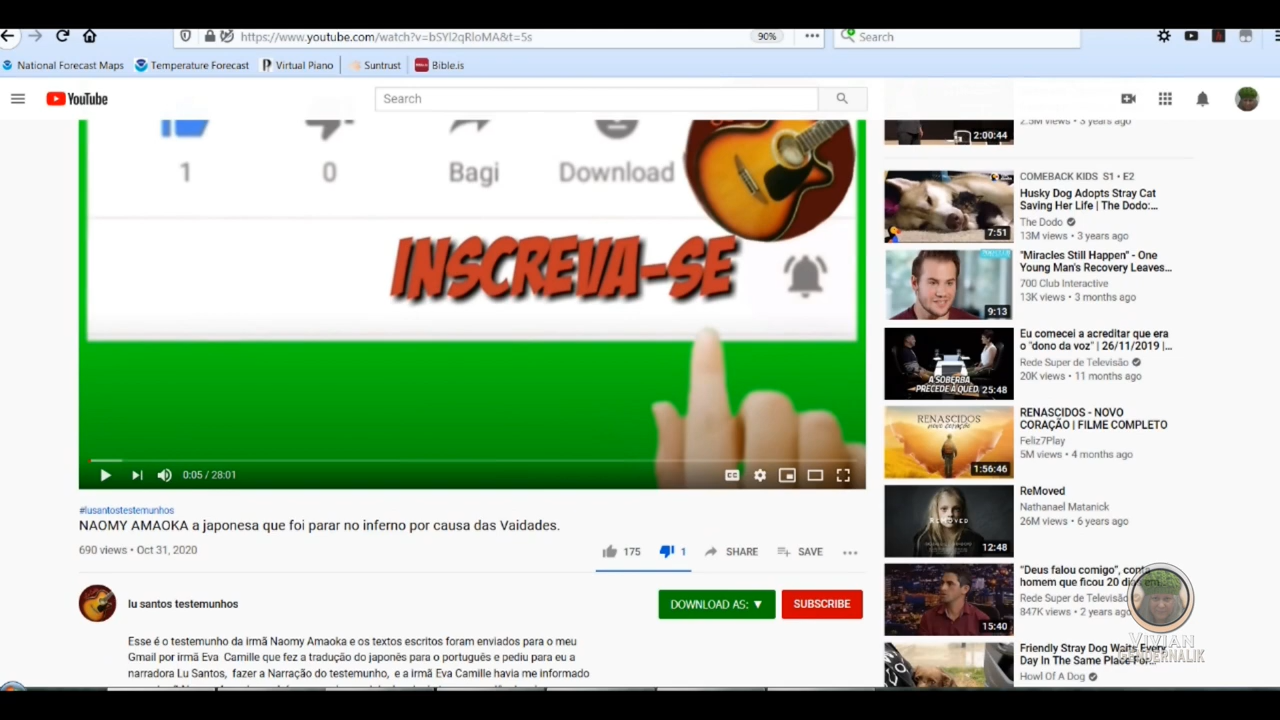 https://www.youtube.com/watch?v=bSYl2qRloMA&t=5s
90%
Search
National Forecast Maps
Temperature Forecast
Virtual Piano
Suntrust
Bible.is
YouTube
Search
1
0
Bagi
Download
INSCREVA-SE
0:05 / 28:01
CC
#lusantostestemunhos
NAOMY AMAOKA a japonesa que foi parar no inferno por causa das Vaidades.
690 views • Oct 31, 2020
175
1
SHARE
SAVE
lu santos testemunhos
DOWNLOAD AS: ▼
SUBSCRIBE
Esse é o testemunho da irmã Naomy Amaoka e os textos escritos foram enviados para o meu
Gmail por irmã Eva Camille que fez a tradução do japonês para o português e pediu para eu a
narradora Lu Santos, fazer a Narração do testemunho, e a irmã Eva Camille havia me informado
2.5M views • 3 years ago
2:00:44
COMEBACK KIDS S1 • E2
Husky Dog Adopts Stray Cat
Saving Her Life | The Dodo:...
The Dodo
13M views • 3 years ago
7:51
"Miracles Still Happen" - One
Young Man's Recovery Leaves...
700 Club Interactive
13K views • 3 months ago
9:13
Eu comecei a acreditar que era
o "dono da voz" | 26/11/2019 |...
Rede Super de Televisão
20K views • 11 months ago
A SOBERBA
PRECEDE A QUED
25:48
RENASCIDOS - NOVO
CORAÇÃO | FILME COMPLETO
Feliz7Play
5M views • 4 months ago
RENASCIDOS
novo coração
1:56:46
ReMoved
Nathanael Matanick
26M views • 6 years ago
REMOVED
12:48
"Deus falou comigo", conta
homem que ficou 20 dias em
Rede Super de Televisão
847K views • 2 years ago
15:40
Friendly Stray Dog Waits Every
Day In The Same Place For...
Howl Of A Dog
VIVIAN